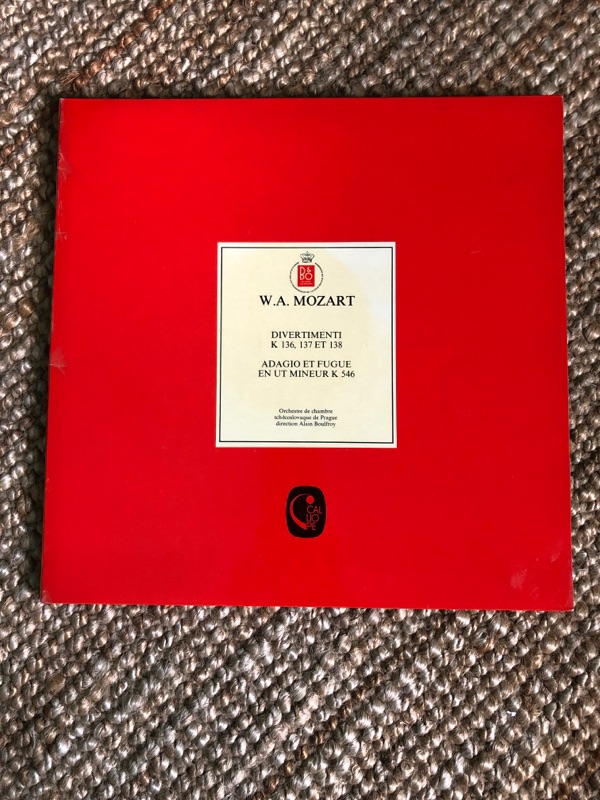 B&O
W.A. MOZART
DIVERTIMENTI
K 136, 137 ET 138
ADAGIO ET FUGUE
EN UT MINEUR K 546
Orchestre de chambre
tchécoslovaque de Prague
direction Alain Boulfroy
CAL
LIO
PE